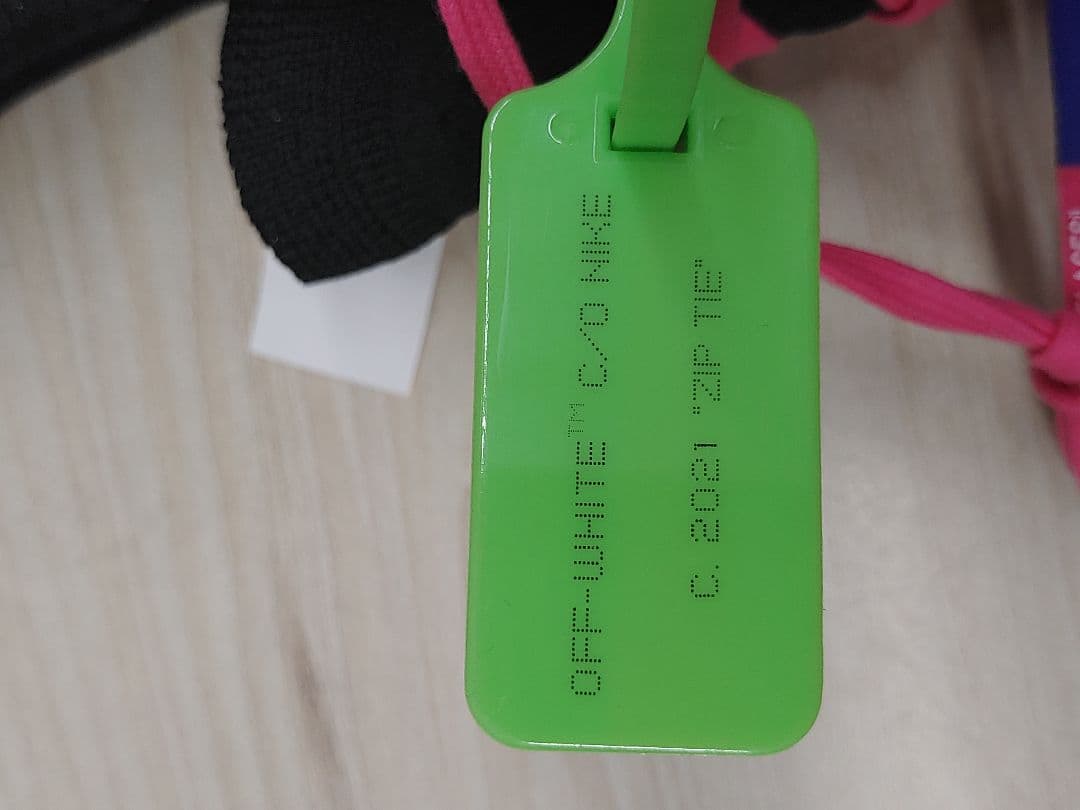 OFF-WHITE™ C/O NIKE
C. 2021 "ZIP TIE"